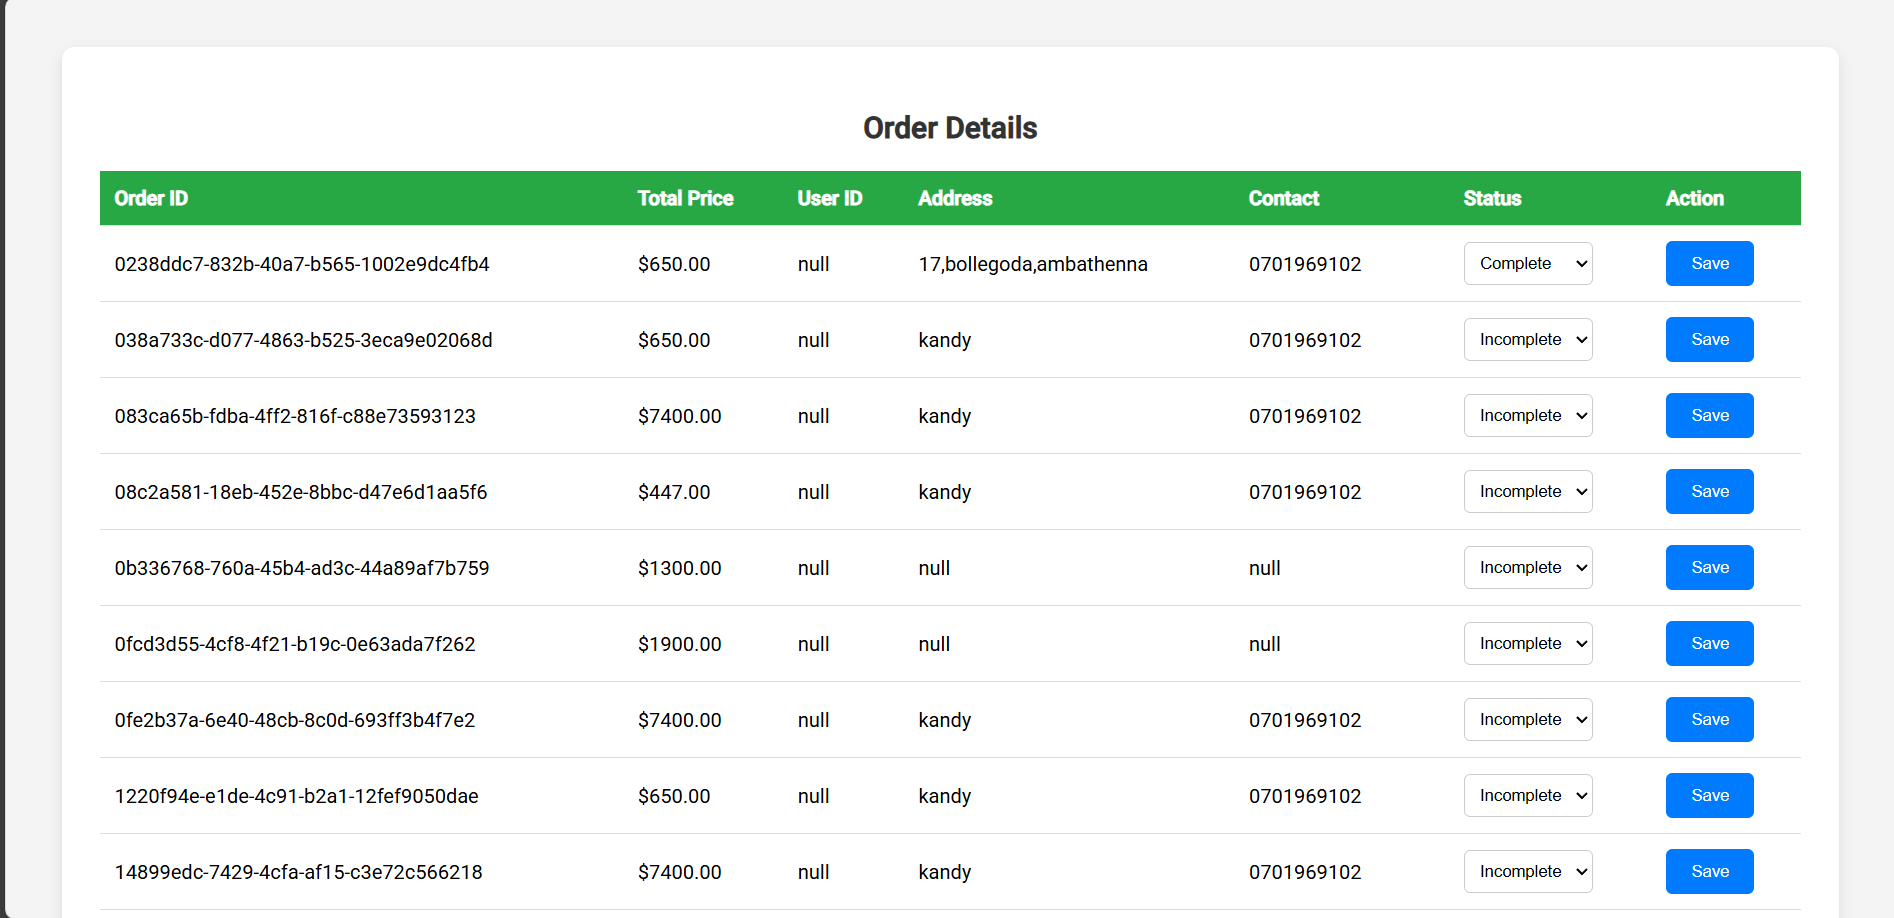 Order Details
Order ID Total Price User ID Address Contact Status Action
0238ddc7-832b-40a7-b565-1002e9dc4fb4 $650.00 null 17,bollegoda,ambathenna 0701969102 Complete Save
038a733c-d077-4863-b525-3eca9e02068d $650.00 null kandy 0701969102 Incomplete Save
083ca65b-fdba-4ff2-816f-c88e73593123 $7400.00 null kandy 0701969102 Incomplete Save
08c2a581-18eb-452e-8bbc-d47e6d1aa5f6 $447.00 null kandy 0701969102 Incomplete Save
0b336768-760a-45b4-ad3c-44a89af7b759 $1300.00 null null null Incomplete Save
0fcd3d55-4cf8-4f21-b19c-0e63ada7f262 $1900.00 null null null Incomplete Save
0fe2b37a-6e40-48cb-8c0d-693ff3b4f7e2 $7400.00 null kandy 0701969102 Incomplete Save
1220f94e-e1de-4c91-b2a1-12fef9050dae $650.00 null kandy 0701969102 Incomplete Save
14899edc-7429-4cfa-af15-c3e72c566218 $7400.00 null kandy 0701969102 Incomplete Save